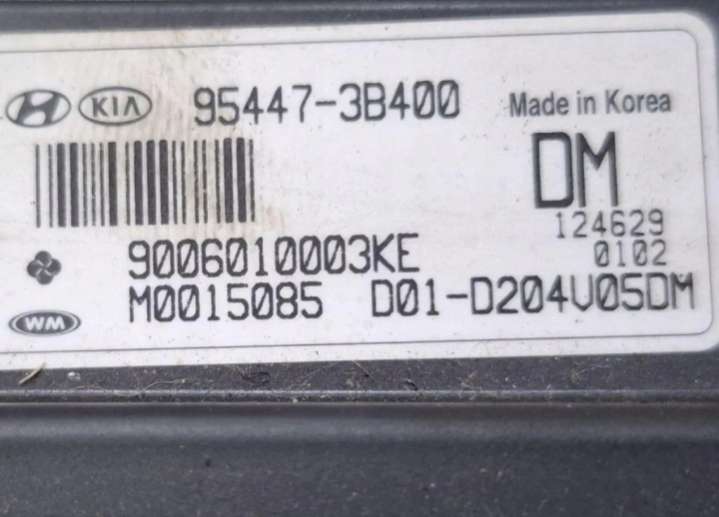 KIA 95447-3B400 Made in Korea
DM
124629
0102
9006010003KE
M0015085 D01-D204V05DM
WM